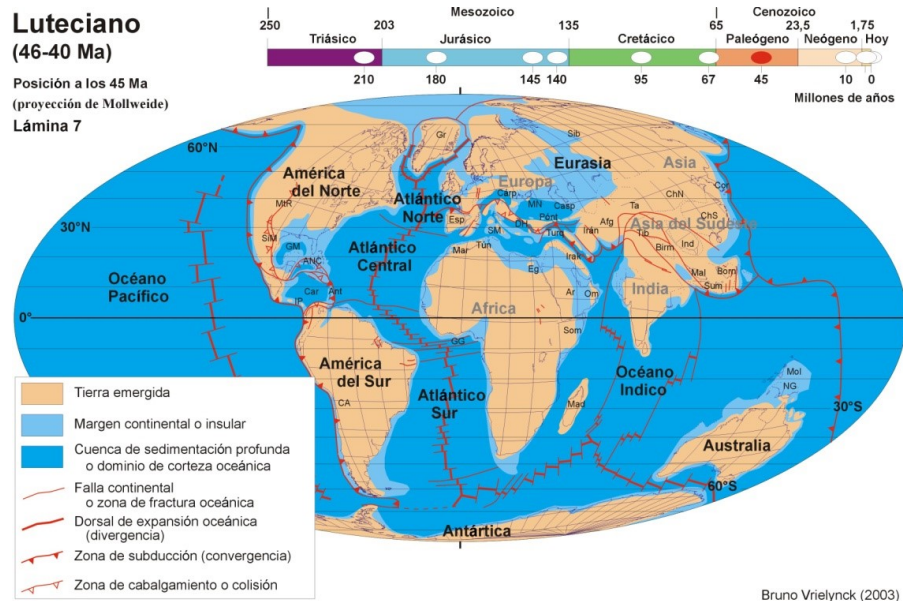 Luteciano
(46-40 Ma)
Posición a los 45 Ma
(proyección de Mollweide)
Lámina 7
Mesozoico
Cenozoico
250
203
135
65
23,5
1,75
Triásico
Jurásico
Cretácico
Paleógeno
Neógeno
Hoy
210
180
145
140
95
67
45
10
0
Millones de años
60°N
30°N
0°
30°S
60°S
Gr
Sib
Eurasia
Asia
América
del Norte
Europa
Carp
MN
Casp
ChN
Cor
Atlántico
Norte
MtR
Esp
DH
Pónt
Ta
Afg
ChS
Asia del Sudeste
SiM
GM
SM
Turq
Irán
Tib
Mar
Tún
Birm
Ind
Atlántico
Central
Irak
ANC
Eg
Mal
Born
Océano
Pacífico
Car
Ant
Ar
Om
India
Sum
IP
África
Som
GG
América
del Sur
Océano
Indico
Mol
NG
Atlántico
Sur
CA
Mad
Australia
Antártica
Tierra emergida
Margen continental o insular
Cuenca de sedimentación profunda
o dominio de corteza oceánica
Falla continental
o zona de fractura oceánica
Dorsal de expansión oceánica
(divergencia)
Zona de subducción (convergencia)
Zona de cabalgamiento o colisión
Bruno Vrielynck (2003)